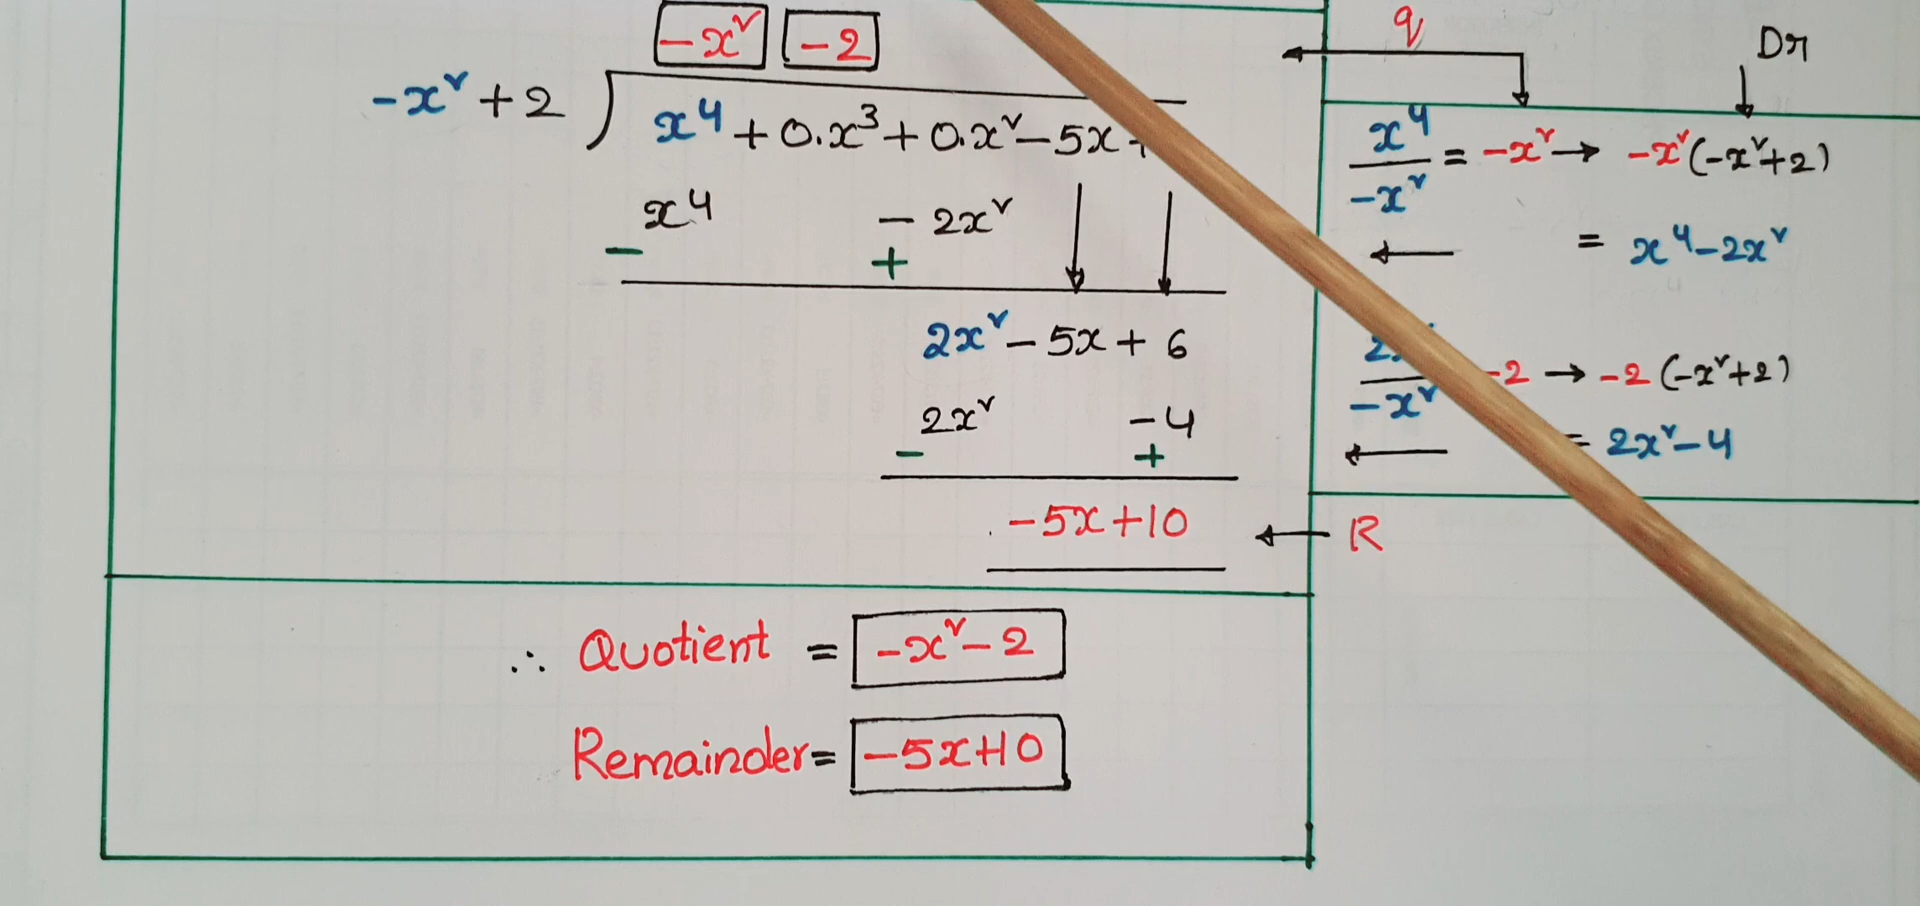 -x² -2
-x² + 2 ) x⁴ + 0.x³ + 0.x² - 5x +
x⁴ - 2x²
- +
2x² - 5x + 6
2x² - 4
- +
-5x + 10
∴ Quotient = -x² - 2
Remainder = -5x + 10
q Dr
x⁴/-x² = -x² → -x²(-x² + 2)
← = x⁴ - 2x²
/-x² -2 → -2(-x² + 2)
← = 2x² - 4
← R